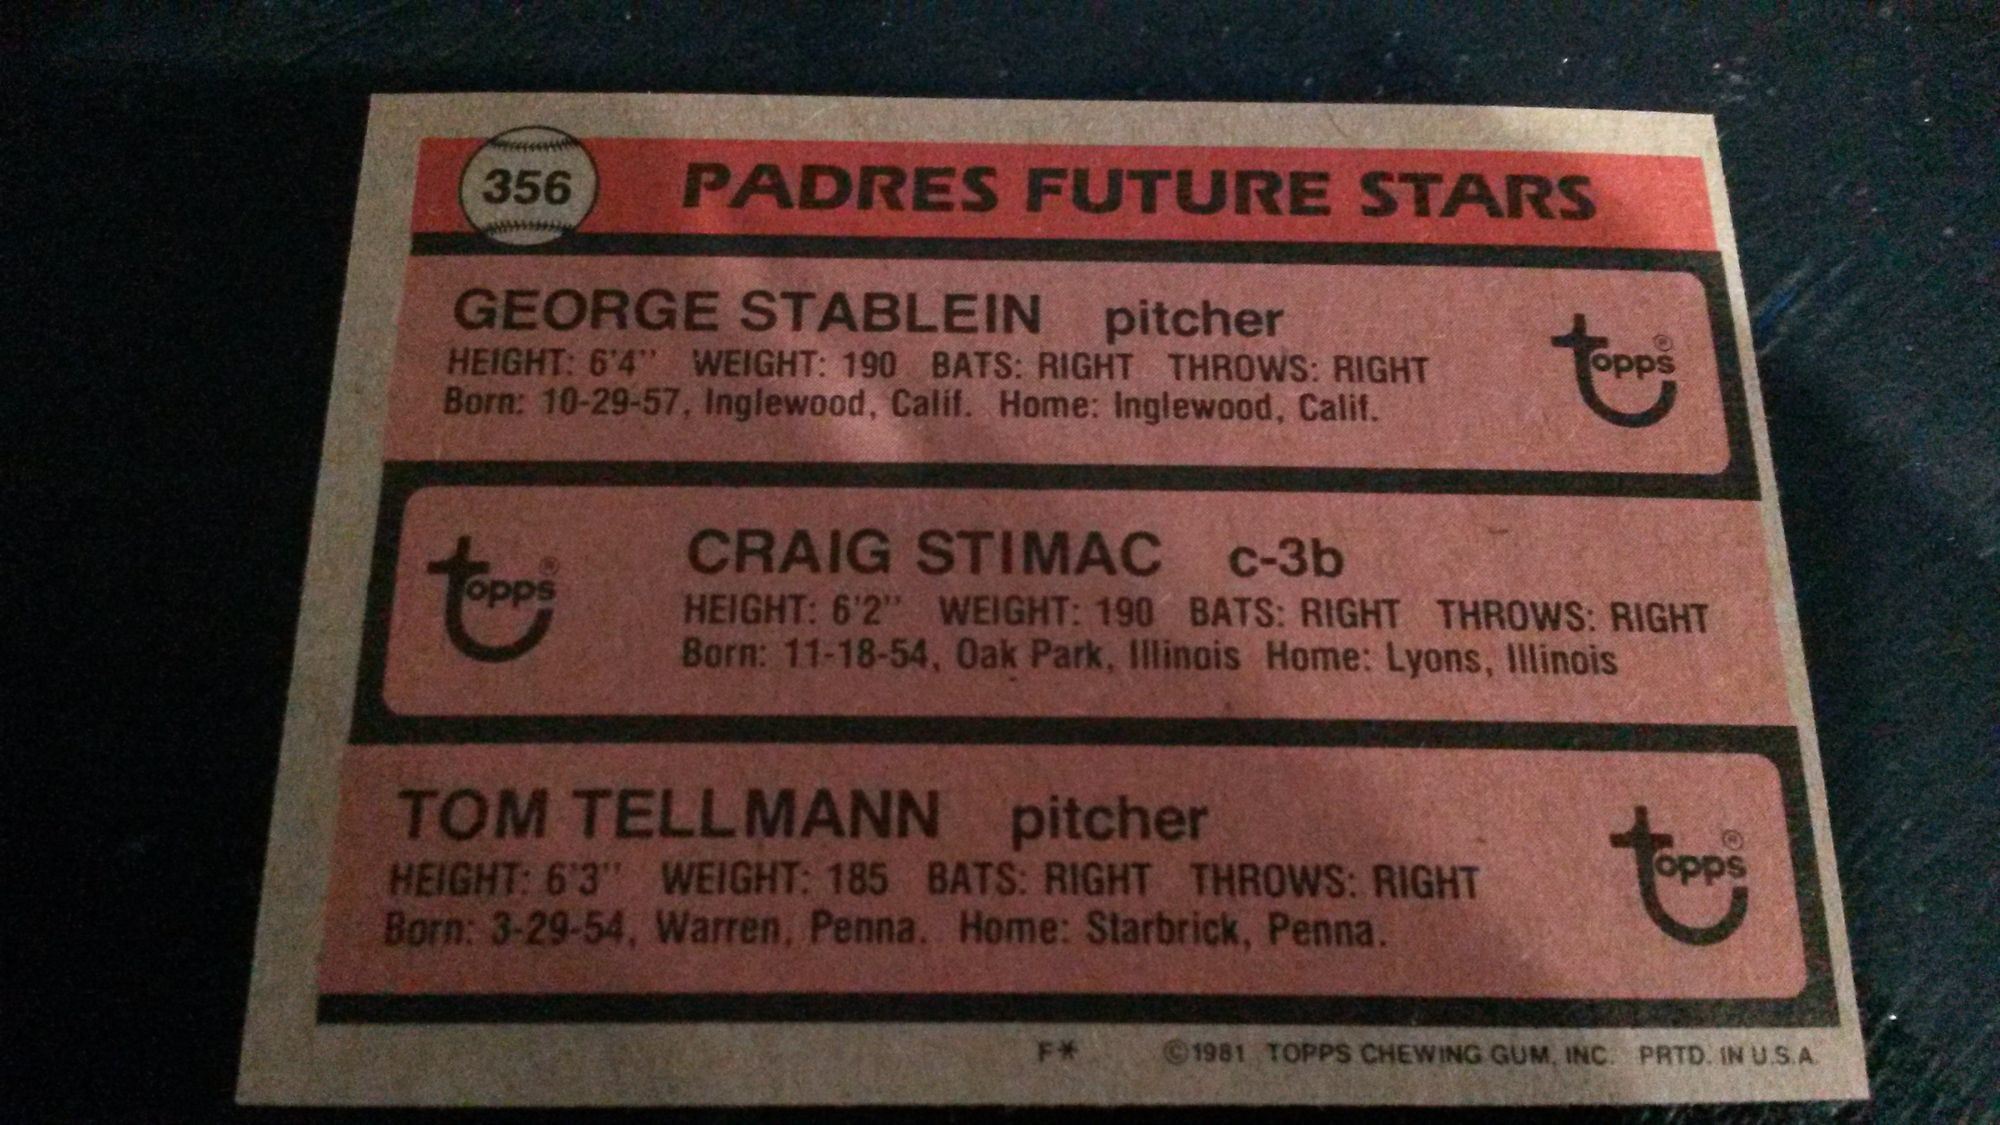 356 PADRES FUTURE STARS
GEORGE STABLEIN pitcher
HEIGHT: 6'4" WEIGHT: 190 BATS: RIGHT THROWS: RIGHT
Born: 10-29-57, Inglewood, Calif. Home: Inglewood, Calif.
topps®
CRAIG STIMAC c-3b
HEIGHT: 6'2" WEIGHT: 190 BATS: RIGHT THROWS: RIGHT
Born: 11-18-54, Oak Park, Illinois Home: Lyons, Illinois
topps®
TOM TELLMANN pitcher
HEIGHT: 6'3" WEIGHT: 185 BATS: RIGHT THROWS: RIGHT
Born: 3-29-54, Warren, Penna. Home: Starbrick, Penna.
topps®
F* ©1981 TOPPS CHEWING GUM, INC. PRTD. IN U.S.A.